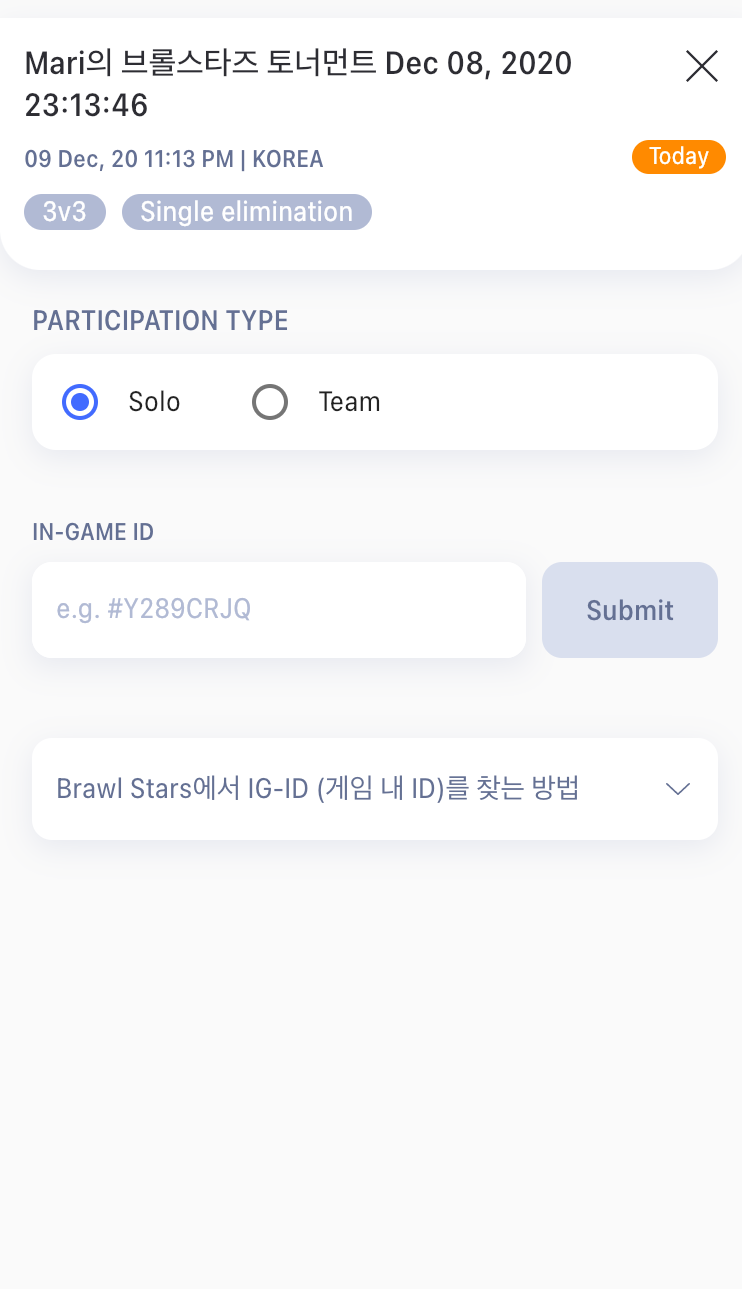 Mari의 브롤스타즈 토너먼트 Dec 08, 2020
23:13:46
09 Dec, 20 11:13 PM | KOREA
Today
3v3
Single elimination
PARTICIPATION TYPE
Solo
Team
IN-GAME ID
e.g. #Y289CRJQ
Submit
Brawl Stars에서 IG-ID (게임 내 ID)를 찾는 방법